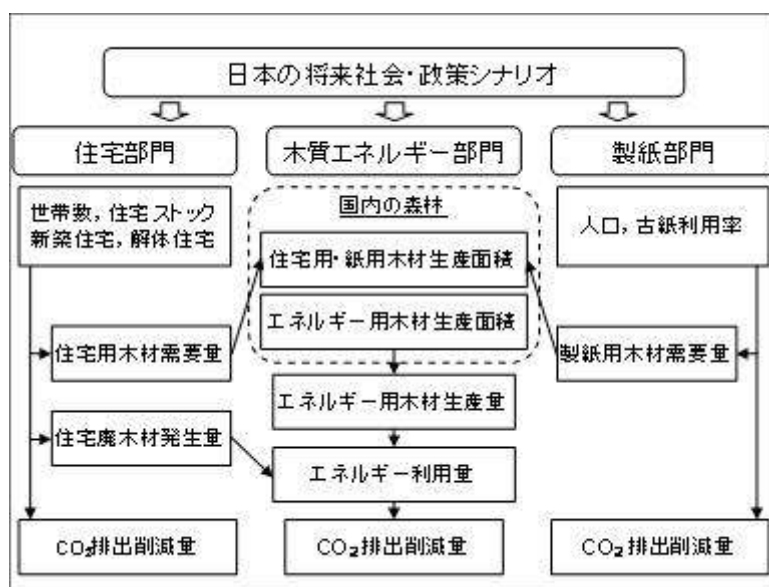 日本の将来社会・政策シナリオ
住宅部門
木質エネルギー部門
製紙部門
世帯数，住宅ストック
新築住宅，解体住宅
国内の森林
人口，古紙利用率
住宅用・紙用木材生産面積
エネルギー用木材生産面積
住宅用木材需要量
製紙用木材需要量
エネルギー用木材生産量
住宅廃木材発生量
エネルギー利用量
CO₂排出削減量
CO₂排出削減量
CO₂排出削減量